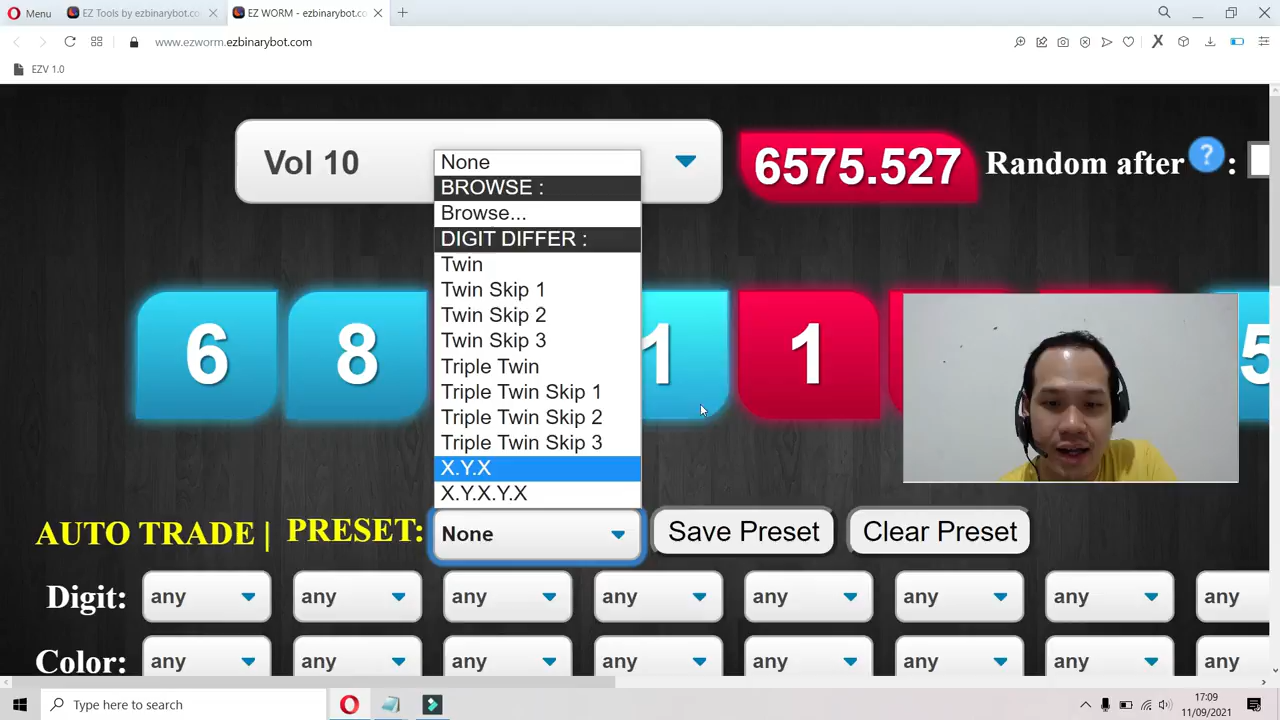 Menu
EZ Tools by ezbinarybot.co
EZ WORM - ezbinarybot.co
www.ezworm.ezbinarybot.com
EZV 1.0
Vol 10
6575.527
Random after ? :
None
BROWSE :
Browse...
DIGIT DIFFER :
Twin
Twin Skip 1
Twin Skip 2
Twin Skip 3
Triple Twin
Triple Twin Skip 1
Triple Twin Skip 2
Triple Twin Skip 3
X.Y.X
X.Y.X.Y.X
6 8 1 1 5
AUTO TRADE | PRESET: None Save Preset Clear Preset
Digit: any any any any any any any any
Color: any any any any any any any any
Type here to search
17:09
11/09/2021